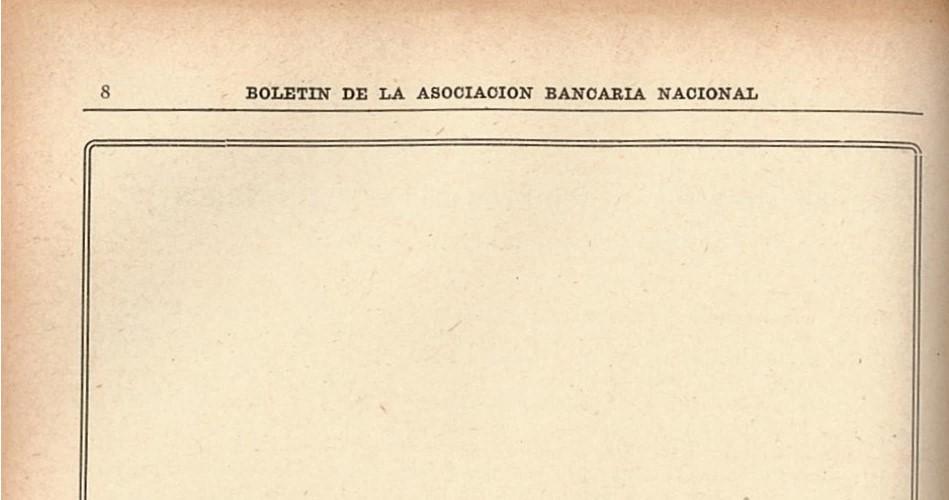 8 BOLETIN DE LA ASOCIACION BANCARIA NACIONAL